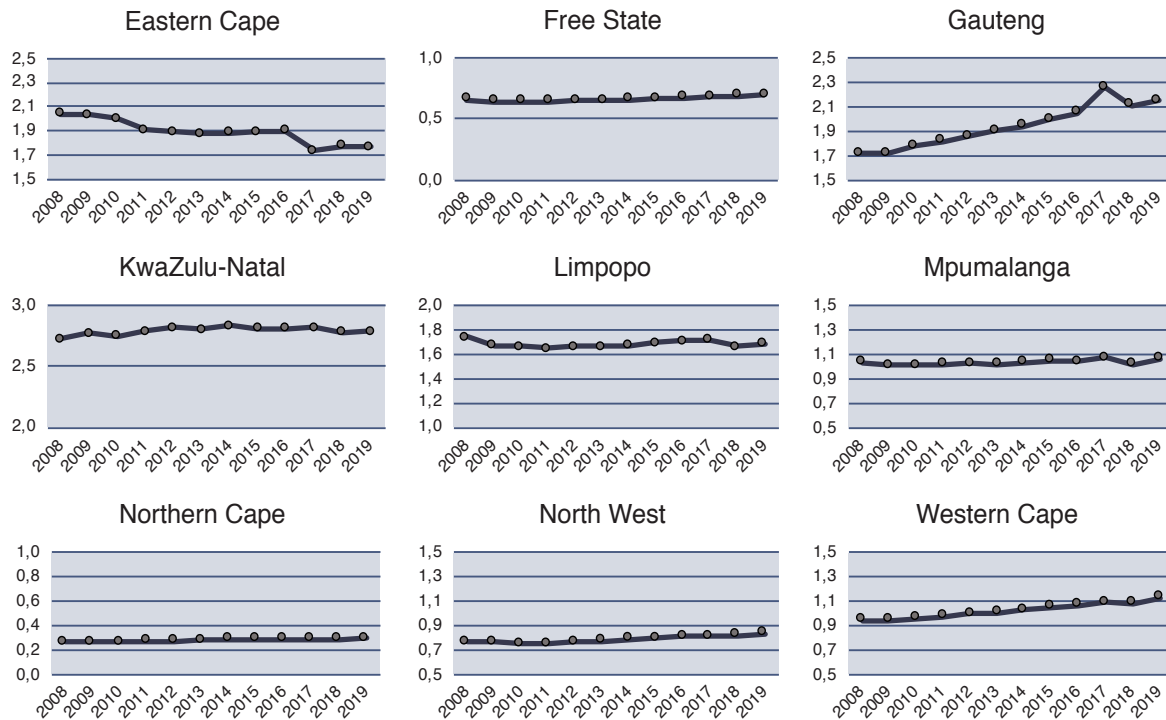 Eastern Cape
2,5
2,3
2,1
1,9
1,7
1,5
2008 2009 2010 2011 2012 2013 2014 2015 2016 2017 2018 2019
Free State
1,0
0,5
0,0
2008 2009 2010 2011 2012 2013 2014 2015 2016 2017 2018 2019
Gauteng
2,5
2,3
2,1
1,9
1,7
1,5
2008 2009 2010 2011 2012 2013 2014 2015 2016 2017 2018 2019
KwaZulu-Natal
3,0
2,5
2,0
2008 2009 2010 2011 2012 2013 2014 2015 2016 2017 2018 2019
Limpopo
2,0
1,8
1,6
1,4
1,2
1,0
2008 2009 2010 2011 2012 2013 2014 2015 2016 2017 2018 2019
Mpumalanga
1,5
1,3
1,1
0,9
0,7
0,5
2008 2009 2010 2011 2012 2013 2014 2015 2016 2017 2018 2019
Northern Cape
1,0
0,8
0,6
0,4
0,2
0,0
2008 2009 2010 2011 2012 2013 2014 2015 2016 2017 2018 2019
North West
1,5
1,3
1,1
0,9
0,7
0,5
2008 2009 2010 2011 2012 2013 2014 2015 2016 2017 2018 2019
Western Cape
1,5
1,3
1,1
0,9
0,7
0,5
2008 2009 2010 2011 2012 2013 2014 2015 2016 2017 2018 2019